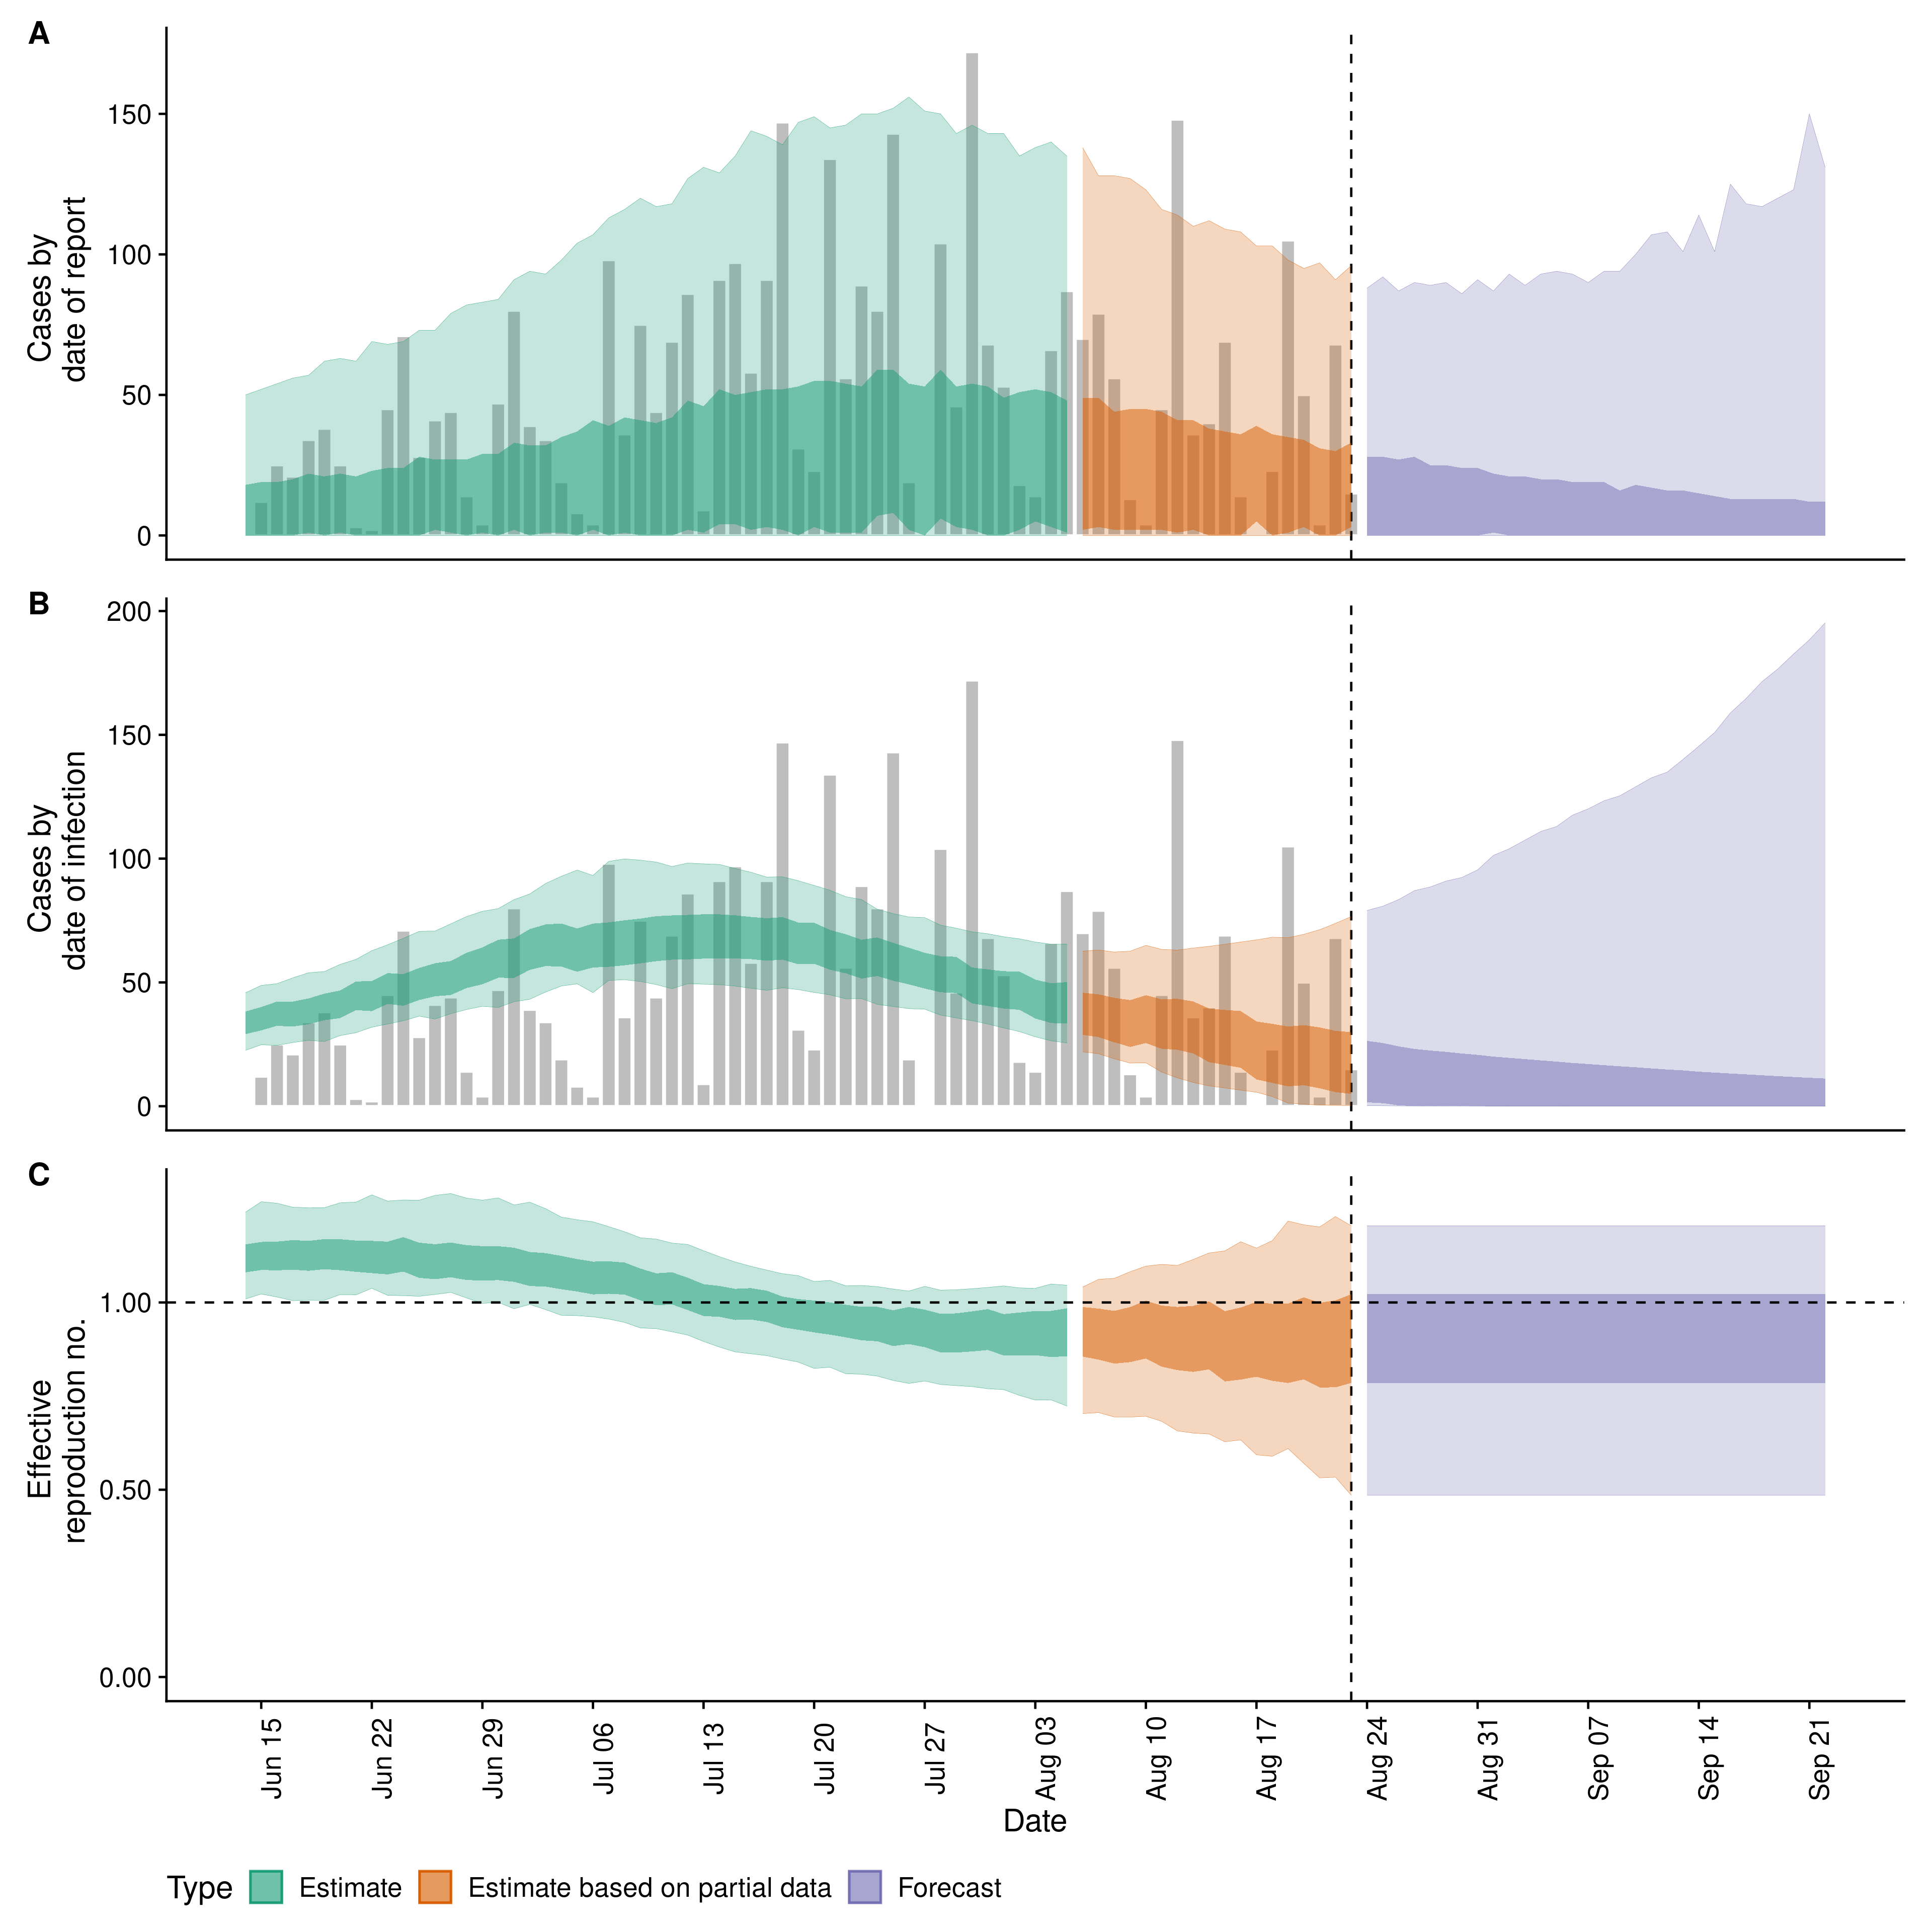 A
Cases by
date of report
150
100
50
0
B
Cases by
date of infection
200
150
100
50
0
C
Effective
reproduction no.
1.00
0.50
0.00
Jun 15
Jun 22
Jun 29
Jul 06
Jul 13
Jul 20
Jul 27
Aug 03
Aug 10
Aug 17
Aug 24
Aug 31
Sep 07
Sep 14
Sep 21
Date
Type Estimate Estimate based on partial data Forecast